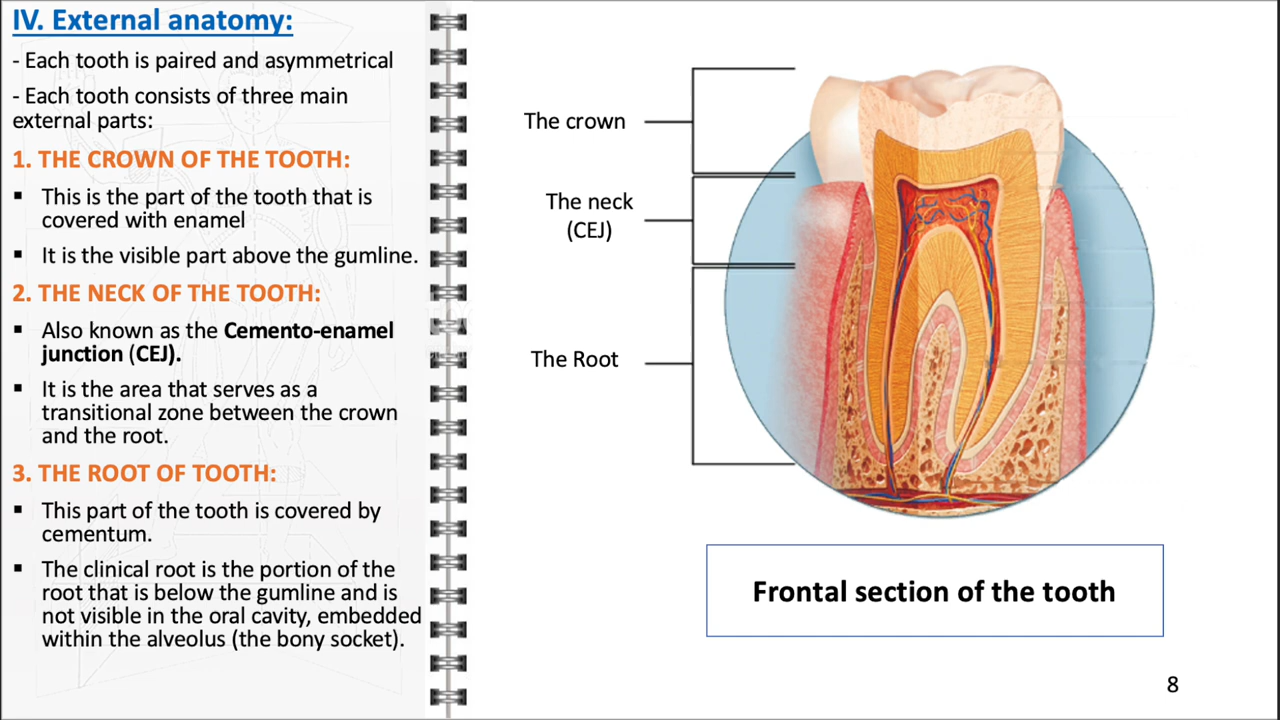 IV. External anatomy:
- Each tooth is paired and asymmetrical
- Each tooth consists of three main
external parts:
1. THE CROWN OF THE TOOTH:
▪ This is the part of the tooth that is
covered with enamel
▪ It is the visible part above the gumline.
2. THE NECK OF THE TOOTH:
▪ Also known as the Cemento-enamel
junction (CEJ).
▪ It is the area that serves as a
transitional zone between the crown
and the root.
3. THE ROOT OF TOOTH:
▪ This part of the tooth is covered by
cementum.
▪ The clinical root is the portion of the
root that is below the gumline and is
not visible in the oral cavity, embedded
within the alveolus (the bony socket).
The crown
The neck
(CEJ)
The Root
Frontal section of the tooth
8